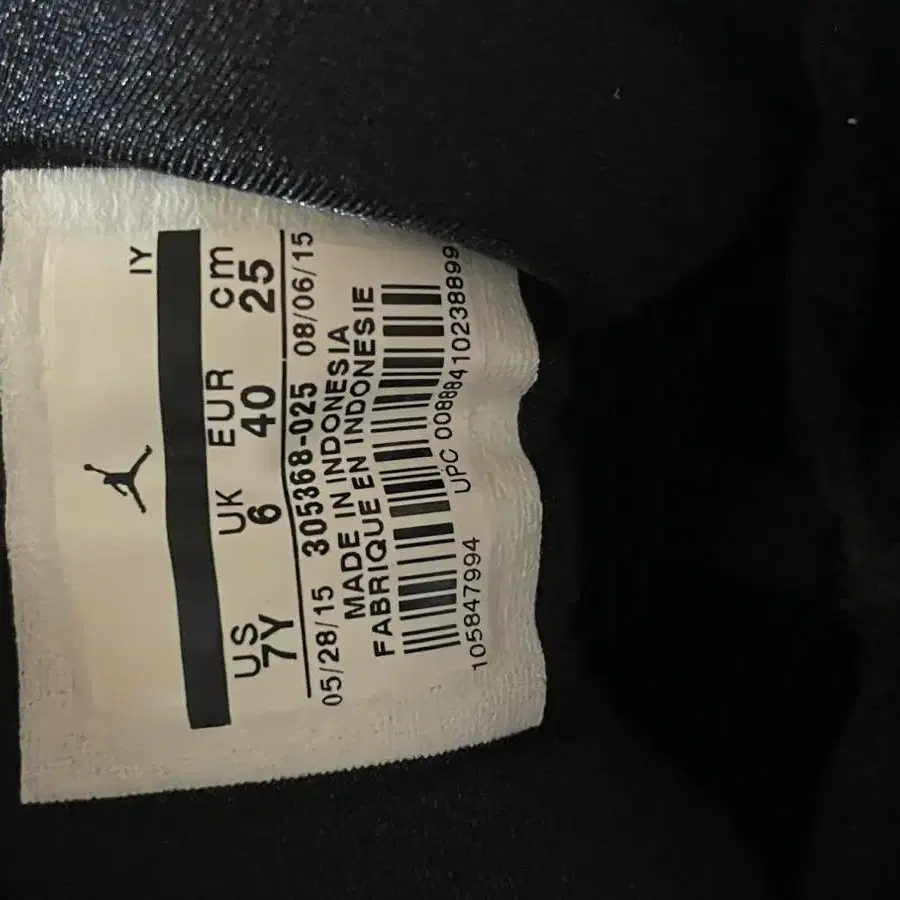 IY
US UK EUR cm
7Y 6 40 25
05/28/15 305368-025 08/06/15
MADE IN INDONESIA
FABRIQUE EN INDONESIE
105847994 UPC 00888410238899